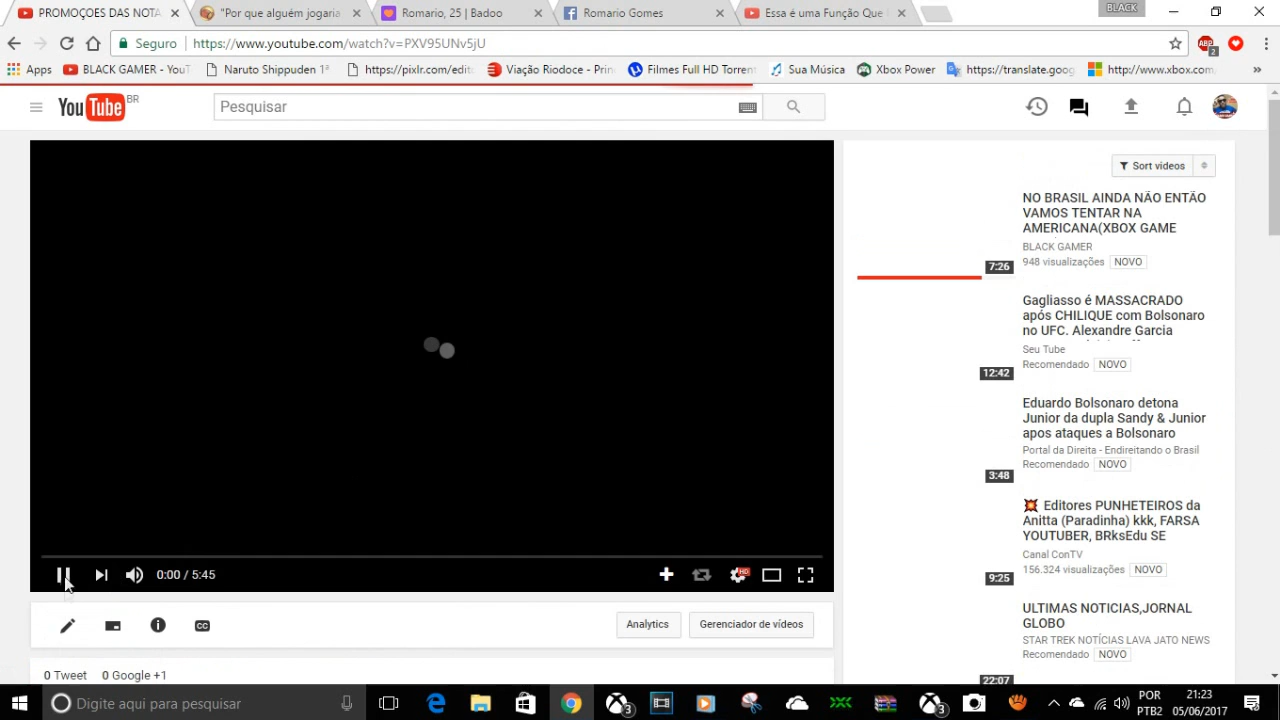 PROMOÇOES DAS NOTA
"Por que alguém jogaria
Romario, 25 | Badoo
Romario Gomes
Essa é uma Função Que
BLACK
Seguro
https://www.youtube.com/watch?v=PXV95UNv5jU
ABP
Apps
BLACK GAMER - YouT
Naruto Shippuden 1ª
https://pixlr.com/edit
Viação Riodoce - Prin
Filmes Full HD Torrent
Sua Música
Xbox Power
https://translate.goog
http://www.xbox.com
»
YouTube BR
Pesquisar
Sort videos
NO BRASIL AINDA NÃO ENTÃO
VAMOS TENTAR NA
AMERICANA(XBOX GAME
BLACK GAMER
7:26
948 visualizações NOVO
Gagliasso é MASSACRADO
após CHILIQUE com Bolsonaro
no UFC. Alexandre Garcia
Seu Tube
12:42
Recomendado NOVO
Eduardo Bolsonaro detona
Junior da dupla Sandy & Junior
apos ataques a Bolsonaro
Portal da Direita - Endireitando o Brasil
Recomendado NOVO
3:48
Editores PUNHETEIROS da
Anitta (Paradinha) kkk, FARSA
YOUTUBER, BRksEdu SE
Canal ConTV
156.324 visualizações NOVO
9:25
ULTIMAS NOTICIAS,JORNAL
GLOBO
STAR TREK NOTÍCIAS LAVA JATO NEWS
Recomendado NOVO
22:07
0:00 / 5:45
HD
CC
Analytics
Gerenciador de vídeos
0 Tweet 0 Google +1
Digite aqui para pesquisar
3
3
POR
PTB2
21:23
05/06/2017